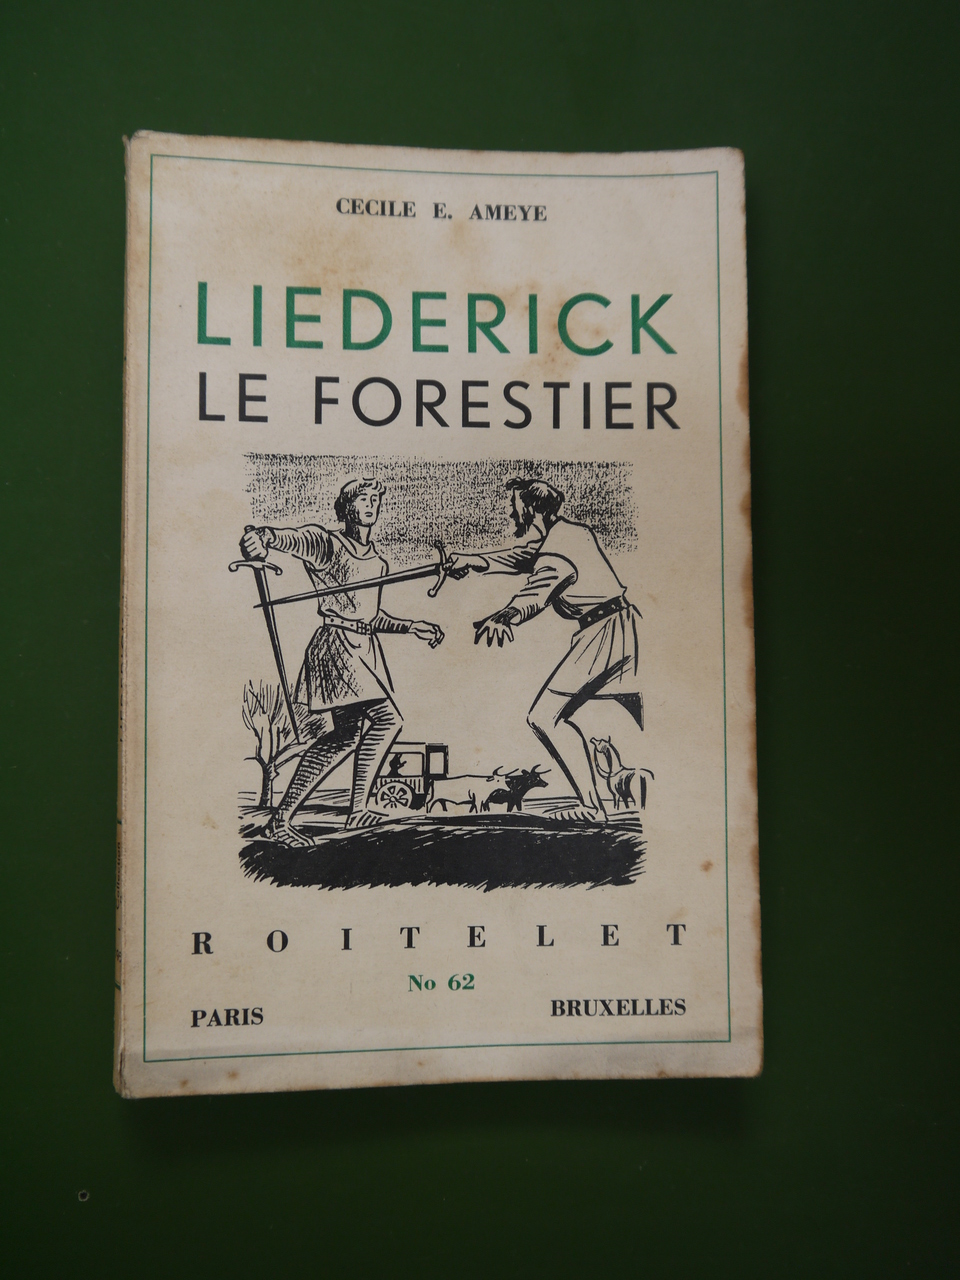 CECILE E. AMEYE
LIEDERICK
LE FORESTIER
ROITELET
No 62
PARIS BRUXELLES